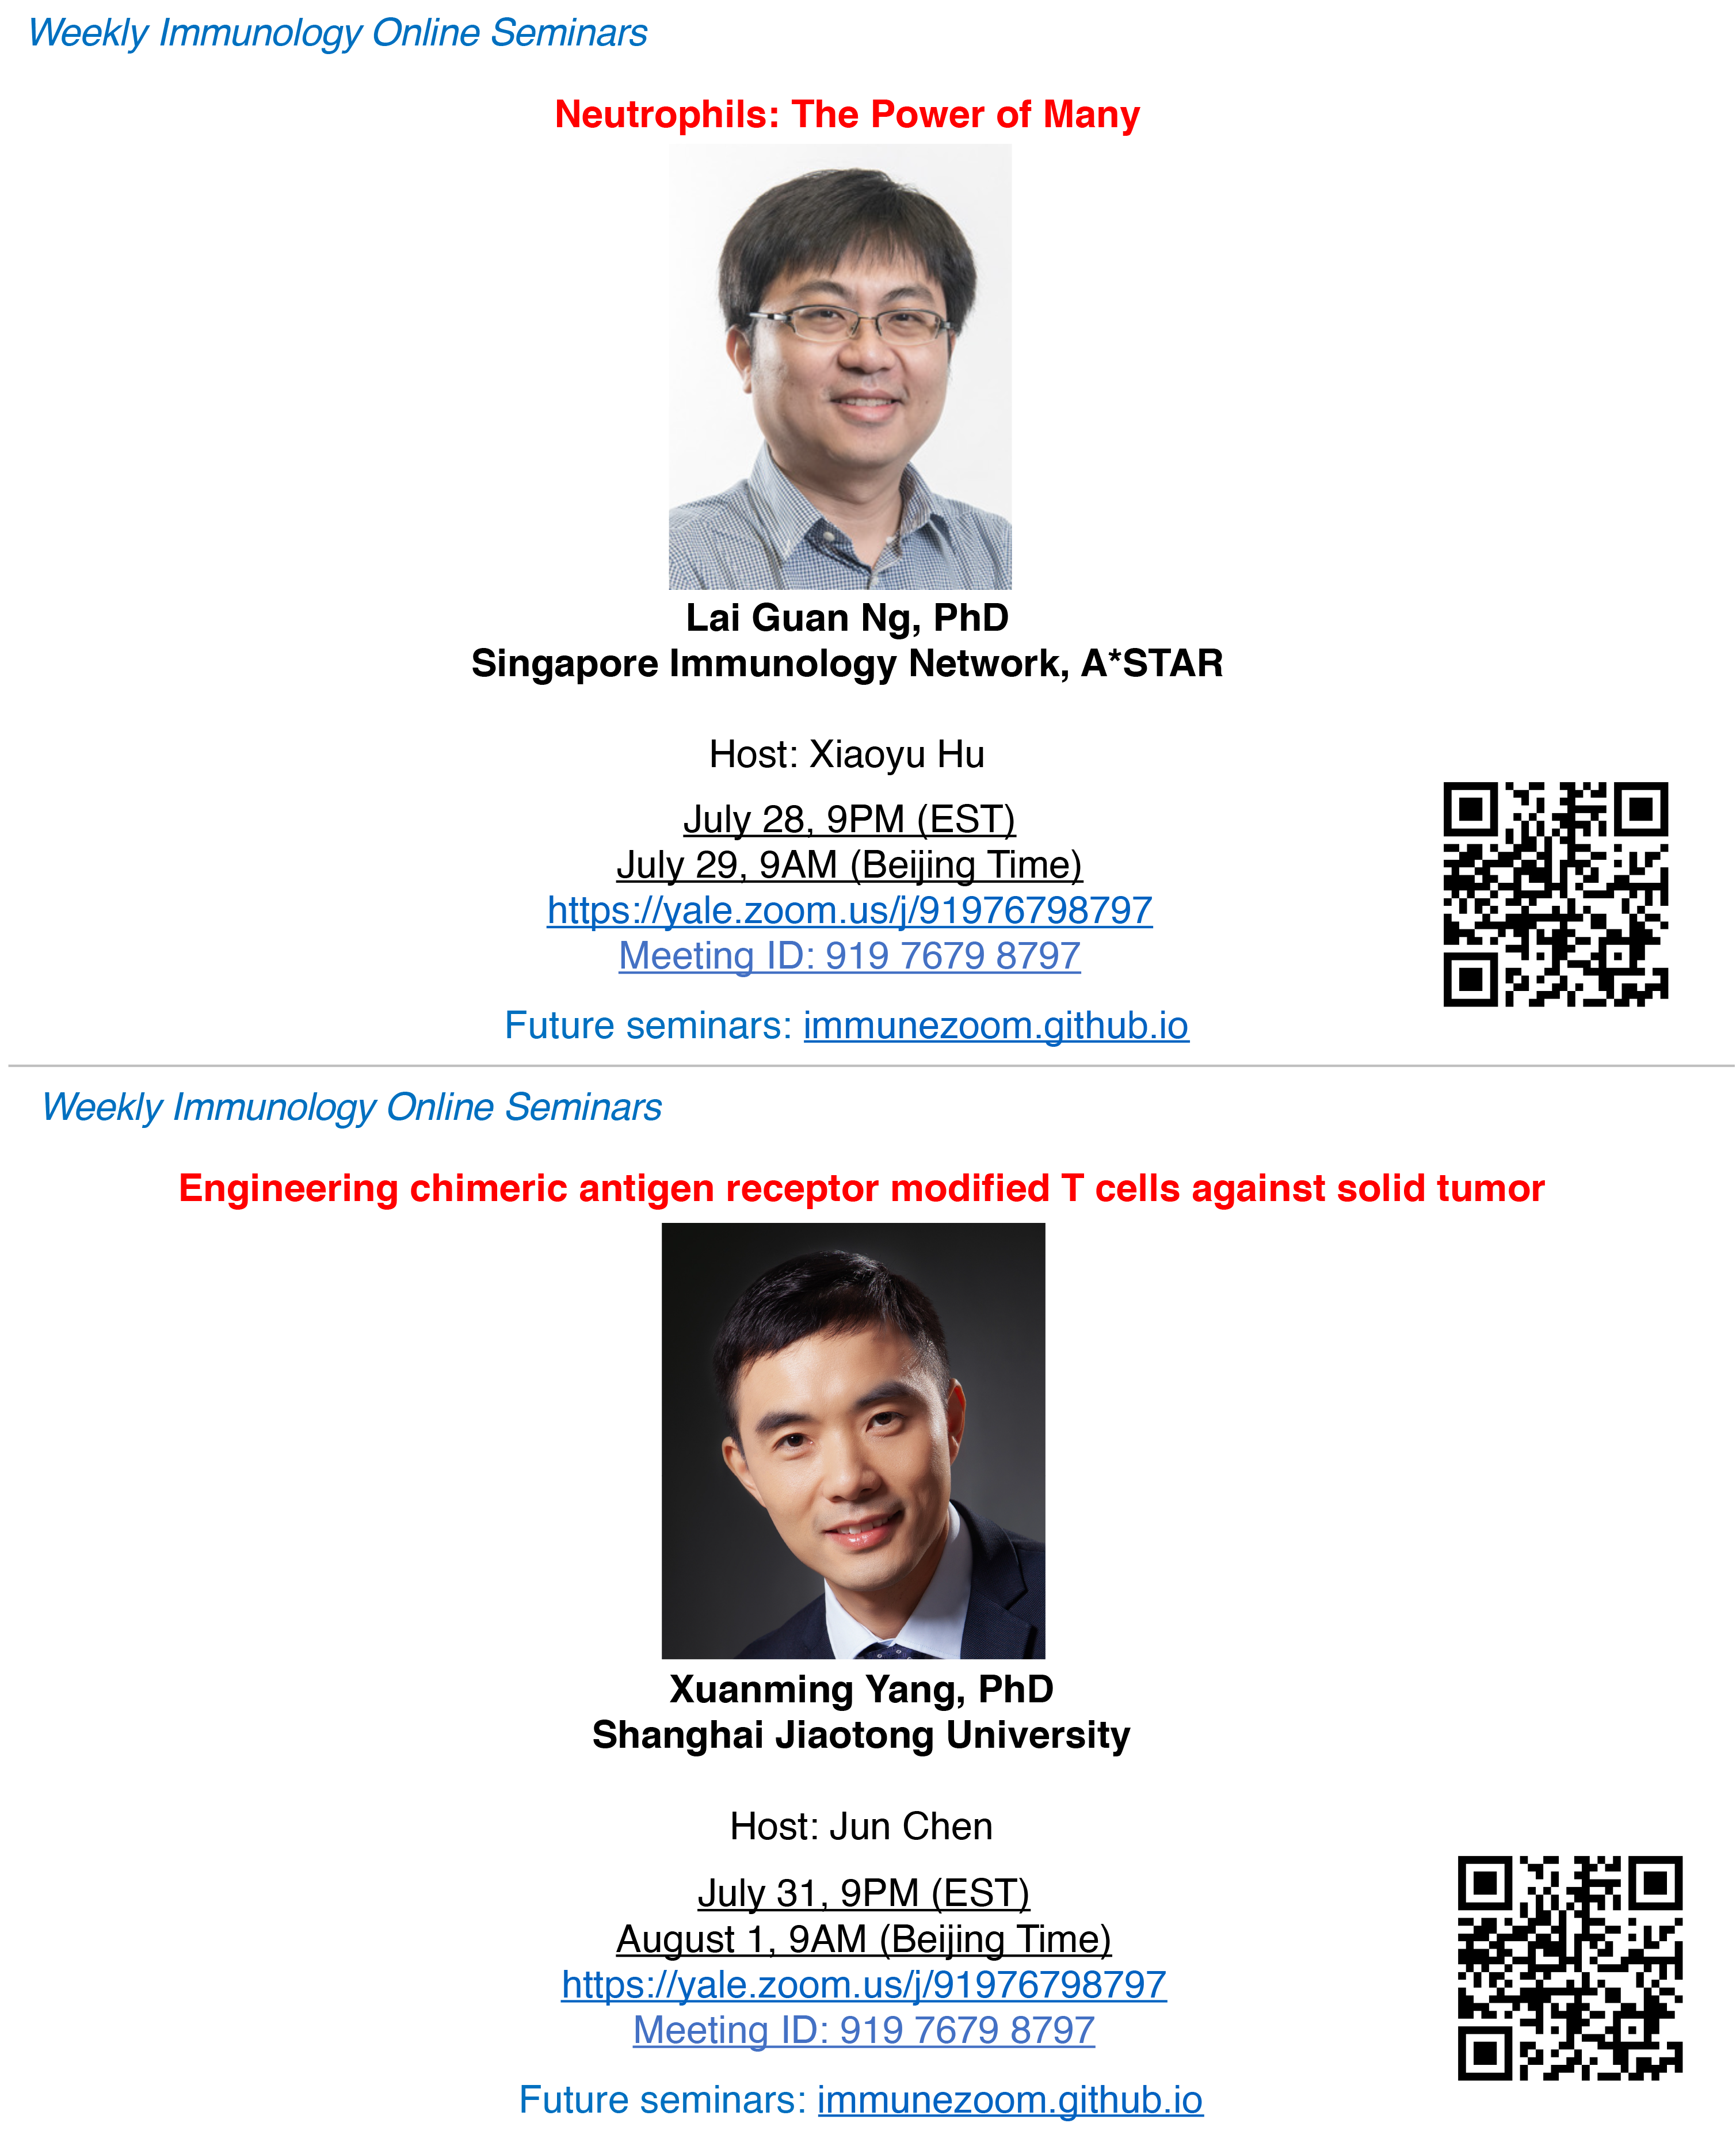 Weekly Immunology Online Seminars
Neutrophils: The Power of Many
Lai Guan Ng, PhD
Singapore Immunology Network, A*STAR
Host: Xiaoyu Hu
July 28, 9PM (EST)
July 29, 9AM (Beijing Time)
https://yale.zoom.us/j/91976798797
Meeting ID: 919 7679 8797
Future seminars: immunezoom.github.io
Weekly Immunology Online Seminars
Engineering chimeric antigen receptor modified T cells against solid tumor
Xuanming Yang, PhD
Shanghai Jiaotong University
Host: Jun Chen
July 31, 9PM (EST)
August 1, 9AM (Beijing Time)
https://yale.zoom.us/j/91976798797
Meeting ID: 919 7679 8797
Future seminars: immunezoom.github.io